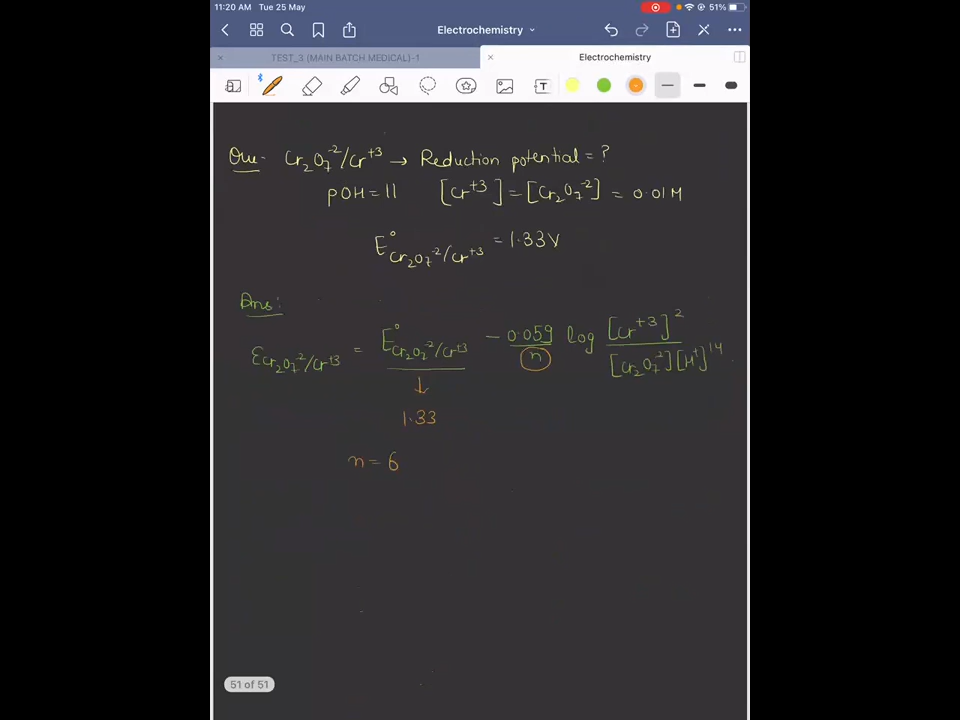 11:20 AM Tue 25 May 51%
Electrochemistry
TEST_3 (MAIN BATCH MEDICAL)-1
Electrochemistry
Que- Cr₂O₇⁻²/Cr⁺³ → Reduction potential = ?
pOH = 11 [Cr⁺³] = [Cr₂O₇⁻²] = 0.01M
E°Cr₂O₇⁻²/Cr⁺³ = 1.33V
Ans:
ECr₂O₇⁻²/Cr⁺³ = E°Cr₂O₇⁻²/Cr⁺³ - 0.059/n log [Cr⁺³]²/[Cr₂O₇⁻²][H⁺]¹⁴
↓
1.33
n = 6
51 of 51